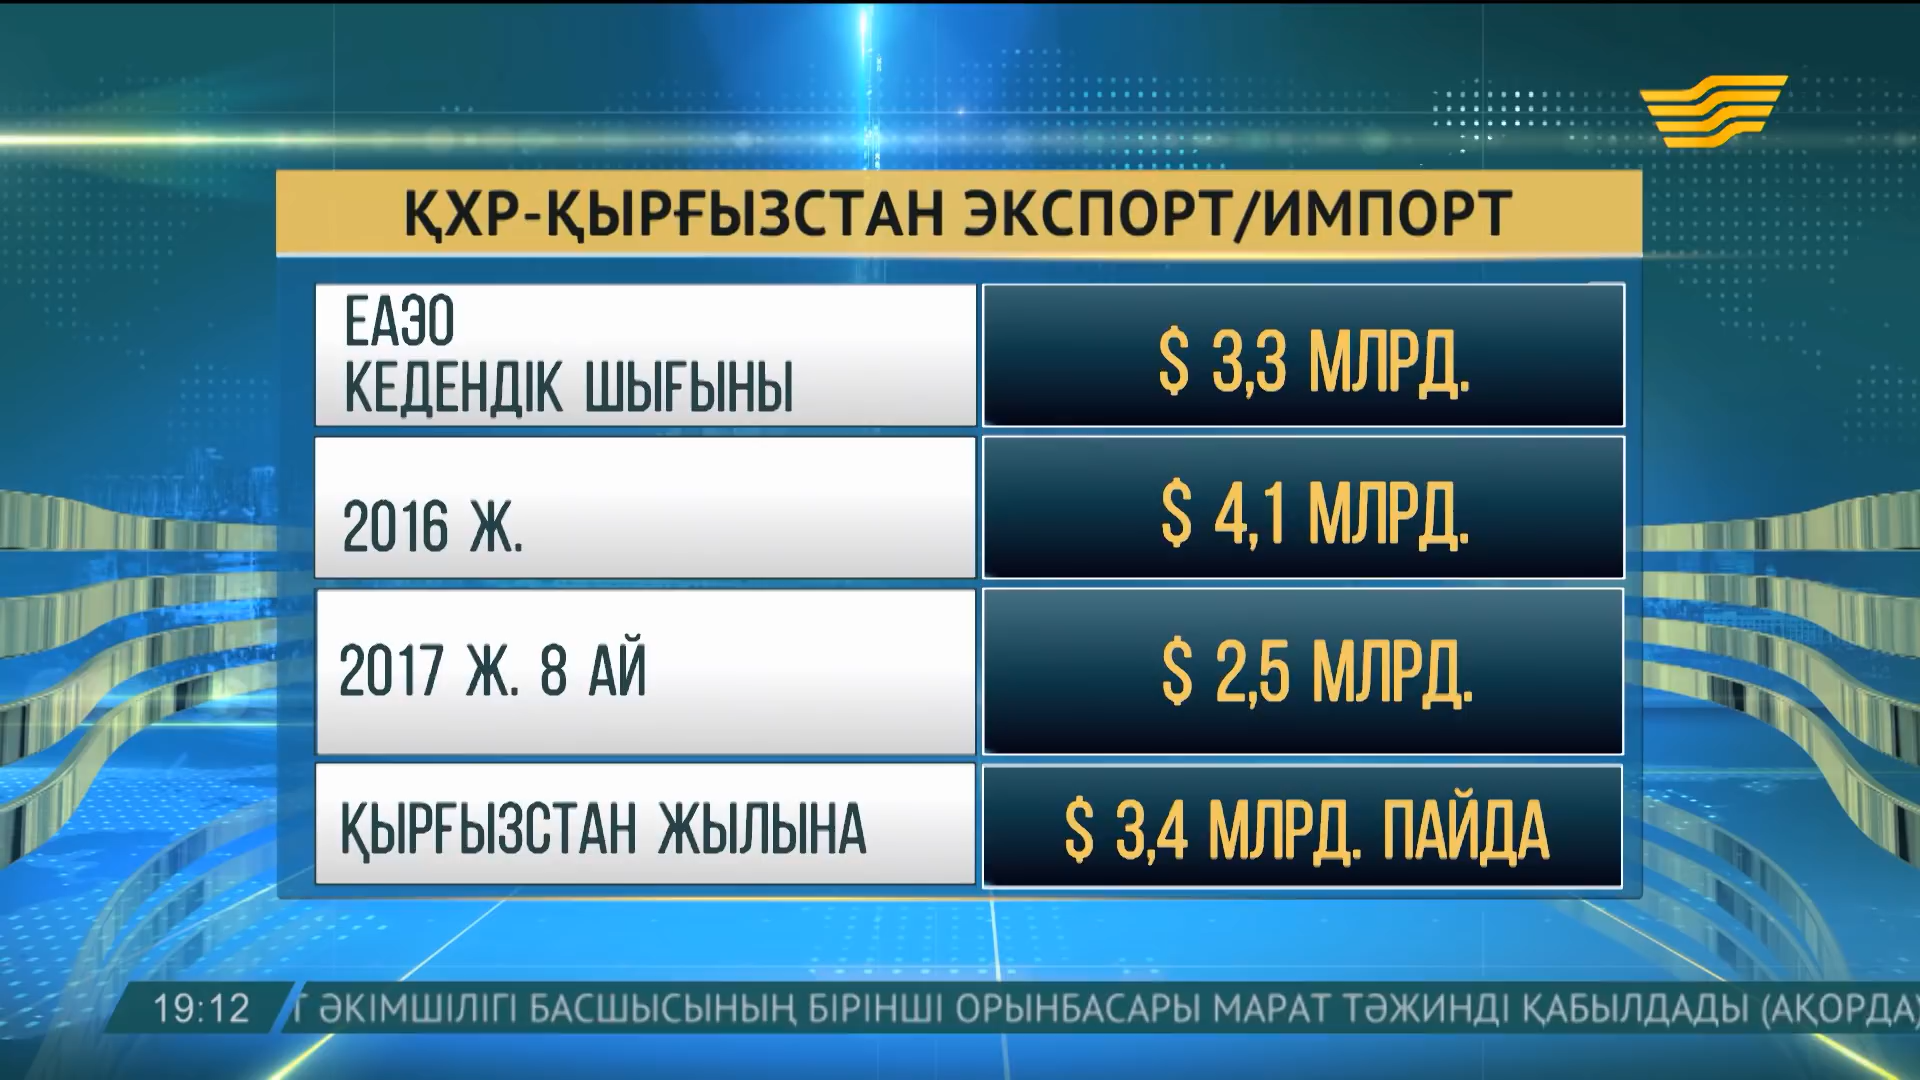 ҚХР-ҚЫРҒЫЗСТАН ЭКСПОРТ/ИМПОРТ
ЕАЭО
КЕДЕНДІК ШЫҒЫНЫ
$ 3,3 МЛРД.
2016 Ж.
$ 4,1 МЛРД.
2017 Ж. 8 АЙ
$ 2,5 МЛРД.
ҚЫРҒЫЗСТАН ЖЫЛЫНА
$ 3,4 МЛРД. ПАЙДА
19:12 Т ӘКІМШІЛІГІ БАСШЫСЫНЫҢ БІРІНШІ ОРЫНБАСАРЫ МАРАТ ТӘЖИНДІ ҚАБЫЛДАДЫ (АҚОРДА)